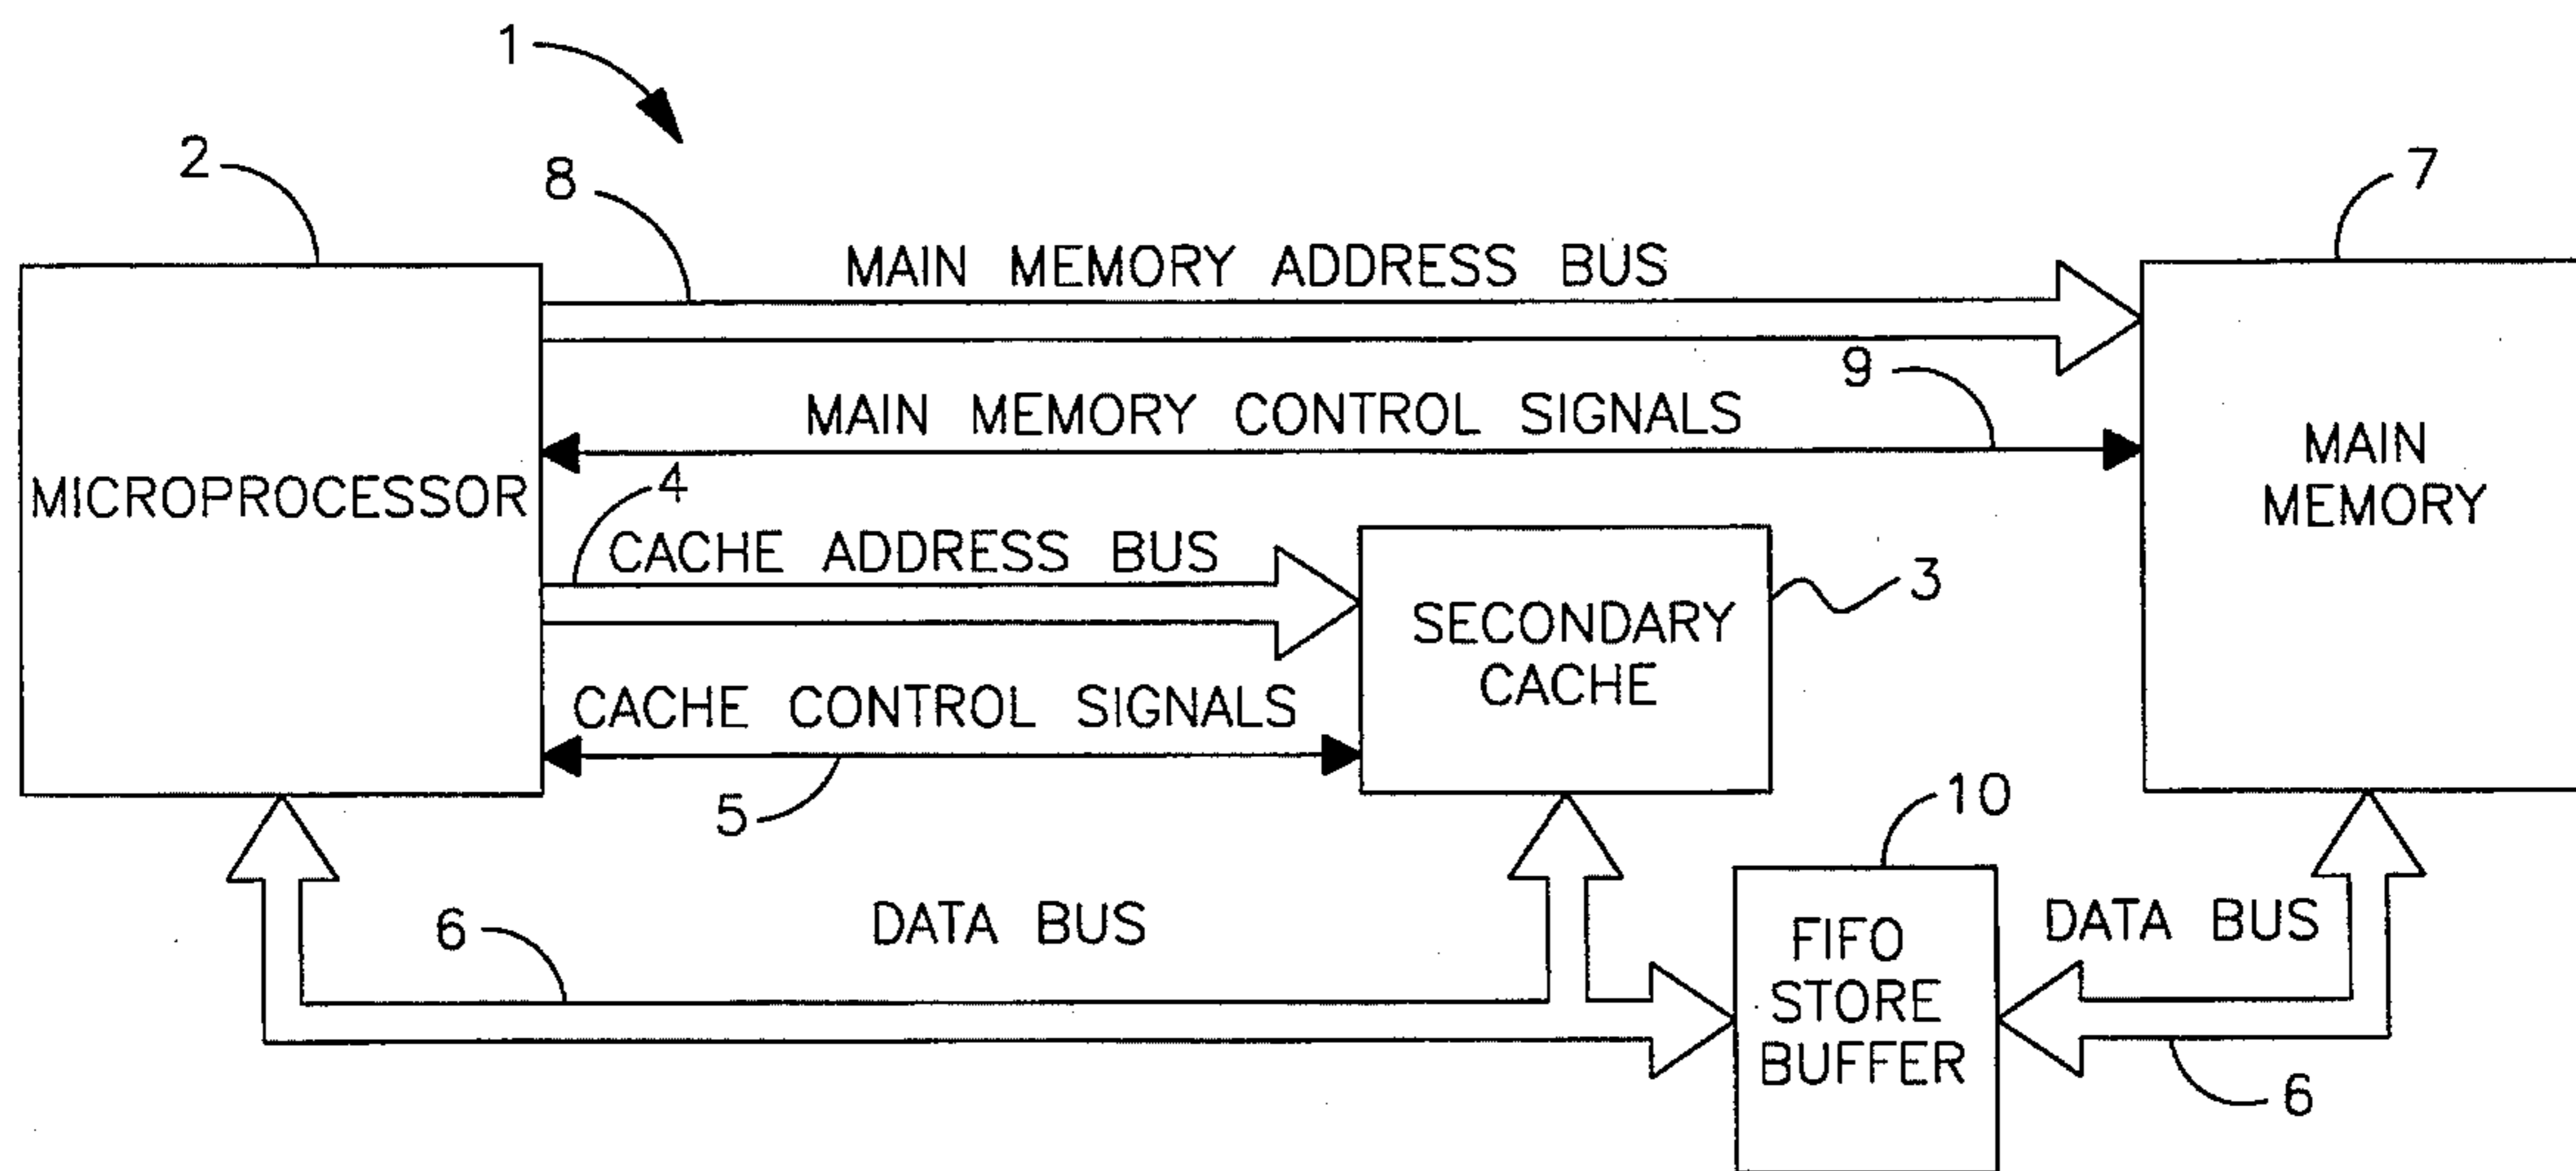 1
2
8
7
MAIN MEMORY ADDRESS BUS
9
MAIN MEMORY CONTROL SIGNALS
MICROPROCESSOR
MAIN
MEMORY
4
CACHE ADDRESS BUS
3
SECONDARY
CACHE
CACHE CONTROL SIGNALS
5
10
6
DATA BUS
FIFO
STORE
BUFFER
DATA BUS
6